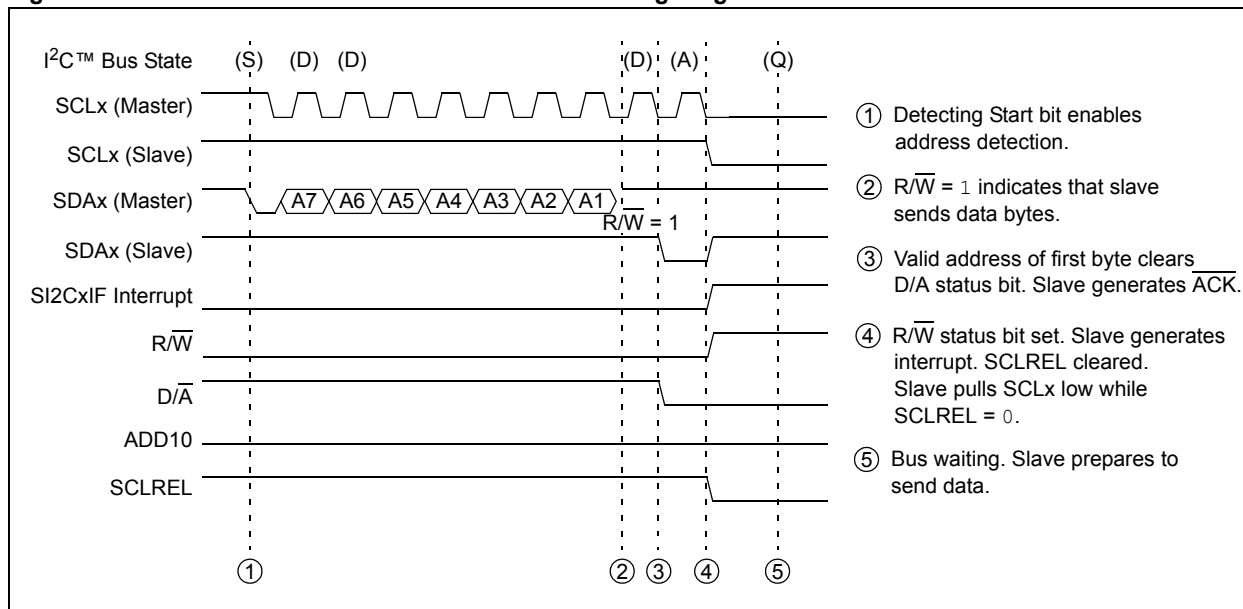 I²C™ Bus State (S) (D) (D) (D) (A) (Q)
SCLx (Master)
SCLx (Slave)
SDAx (Master) A7 A6 A5 A4 A3 A2 A1
R/W̅ = 1
SDAx (Slave)
SI2CxIF Interrupt
R/W̅
D/A̅
ADD10
SCLREL
① ② ③ ④ ⑤
① Detecting Start bit enables
address detection.
② R/W̅ = 1 indicates that slave
sends data bytes.
③ Valid address of first byte clears
D/A status bit. Slave generates A̅C̅K̅.
④ R/W̅ status bit set. Slave generates
interrupt. SCLREL cleared.
Slave pulls SCLx low while
SCLREL = 0.
⑤ Bus waiting. Slave prepares to
send data.